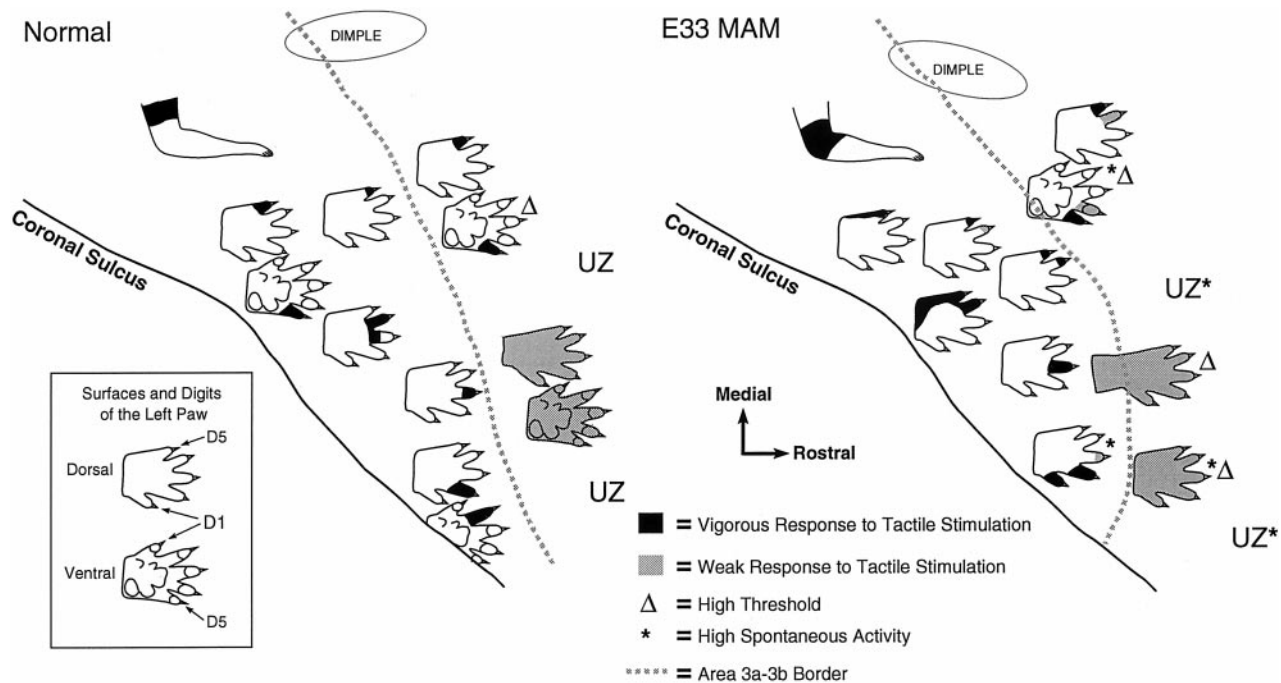 Normal
DIMPLE
Coronal Sulcus
Δ
UZ
UZ
Surfaces and Digits
of the Left Paw
D5
Dorsal
D1
Ventral
D5
E33 MAM
DIMPLE
Coronal Sulcus
*Δ
UZ*
Δ
*
*Δ
UZ*
Medial
Rostral
= Vigorous Response to Tactile Stimulation
= Weak Response to Tactile Stimulation
Δ = High Threshold
* = High Spontaneous Activity
= Area 3a-3b Border